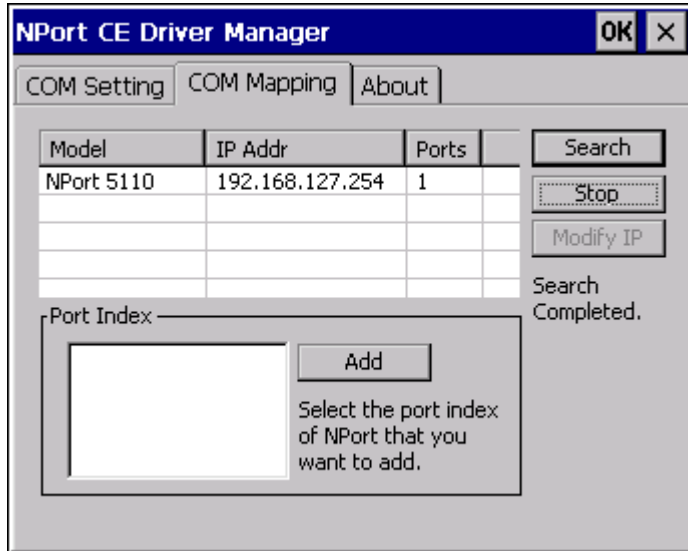 NPort CE Driver Manager OK ×
COM Setting COM Mapping About
Model IP Addr Ports Search
NPort 5110 192.168.127.254 1
Stop
Modify IP
Search
Completed.
Port Index
Add
Select the port index
of NPort that you
want to add.